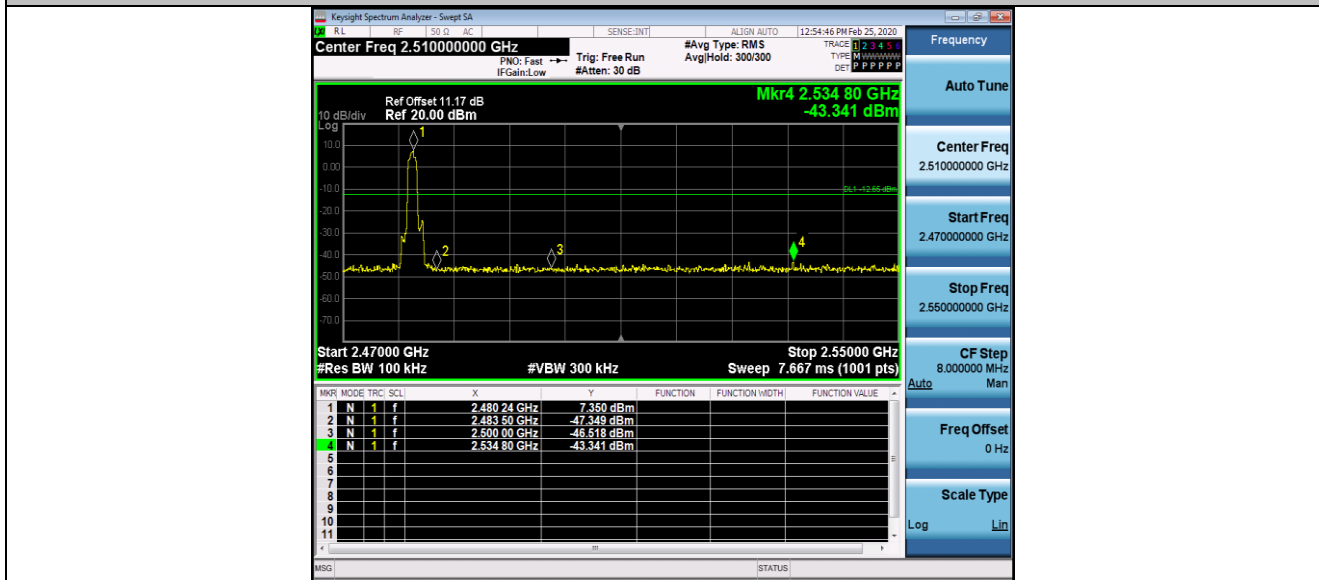 Keysight Spectrum Analyzer - Swept SA
RL RF 50 Ω AC SENSE:INT ALIGN AUTO 12:54:46 PM Feb 25, 2020
Center Freq 2.510000000 GHz
PNO: Fast
IFGain:Low
Trig: Free Run
#Atten: 30 dB
#Avg Type: RMS
Avg|Hold: 300/300
TRACE 1 2 3 4 5 6
TYPE M W W W W W
DET P P P P P P
Ref Offset 11.17 dB
Ref 20.00 dBm
10 dB/div
Log
Mkr4 2.534 80 GHz
-43.341 dBm
10.0
0.00
-10.0
-20.0
-30.0
-40.0
-50.0
-60.0
-70.0
1
2
3
4
DL1 -12.65 dBm
Start 2.47000 GHz
Stop 2.55000 GHz
#Res BW 100 kHz
#VBW 300 kHz
Sweep 7.667 ms (1001 pts)
MKR MODE TRC SCL X Y FUNCTION FUNCTION WIDTH FUNCTION VALUE
1 N 1 f 2.480 24 GHz 7.350 dBm
2 N 1 f 2.483 50 GHz -47.349 dBm
3 N 1 f 2.500 00 GHz -46.518 dBm
4 N 1 f 2.534 80 GHz -43.341 dBm
5
6
7
8
9
10
11
MSG
STATUS
Frequency
Auto Tune
Center Freq
2.510000000 GHz
Start Freq
2.470000000 GHz
Stop Freq
2.550000000 GHz
CF Step
8.000000 MHz
Auto Man
Freq Offset
0 Hz
Scale Type
Log Lin